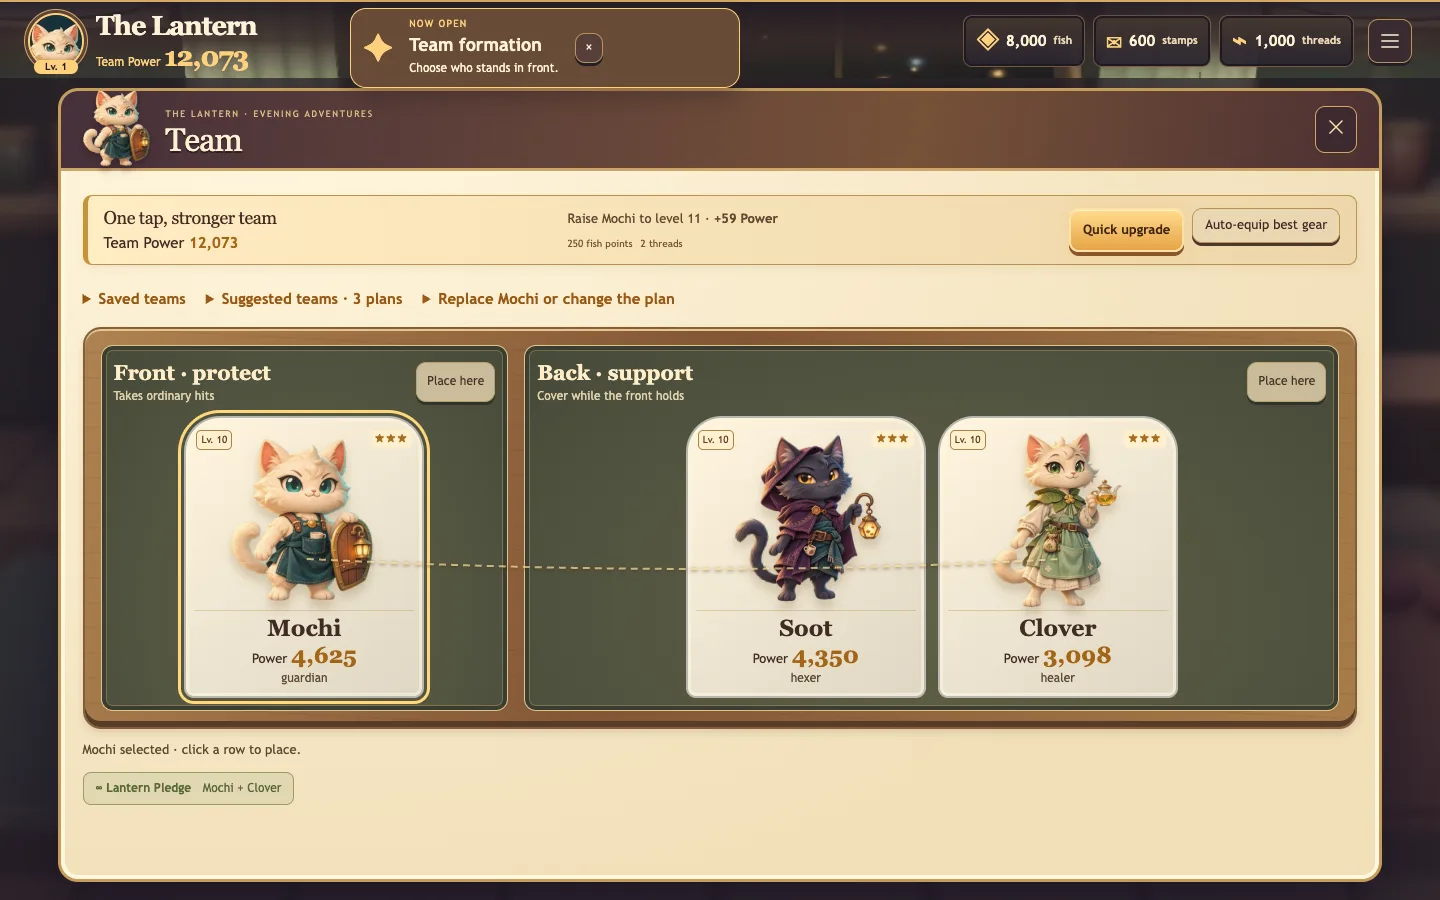 The Lantern
Team Power 12,073
Lv. 1
NOW OPEN
Team formation
Choose who stands in front.
×
8,000 fish
600 stamps
1,000 threads
THE LANTERN · EVENING ADVENTURES
Team
One tap, stronger team
Team Power 12,073
Raise Mochi to level 11 · +59 Power
250 fish points 2 threads
Quick upgrade
Auto-equip best gear
Saved teams
Suggested teams · 3 plans
Replace Mochi or change the plan
Front · protect
Takes ordinary hits
Place here
Lv. 10
Mochi
Power 4,625
guardian
Back · support
Cover while the front holds
Place here
Lv. 10
Soot
Power 4,350
hexer
Lv. 10
Clover
Power 3,098
healer
Mochi selected · click a row to place.
∞ Lantern Pledge Mochi + Clover